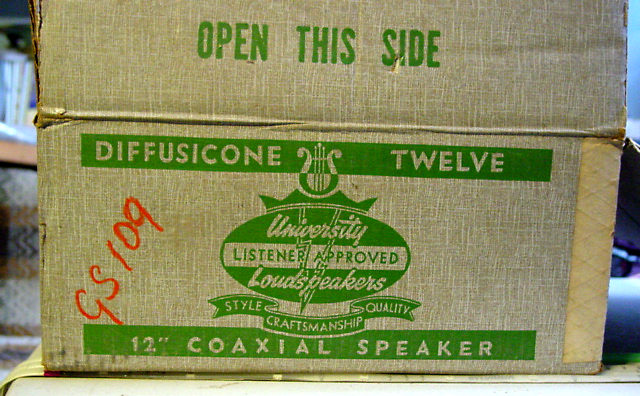 OPEN THIS SIDE
DIFFUSICONE TWELVE
University
LISTENER APPROVED
Loudspeakers
STYLE CRAFTSMANSHIP QUALITY
12" COAXIAL SPEAKER
GS109